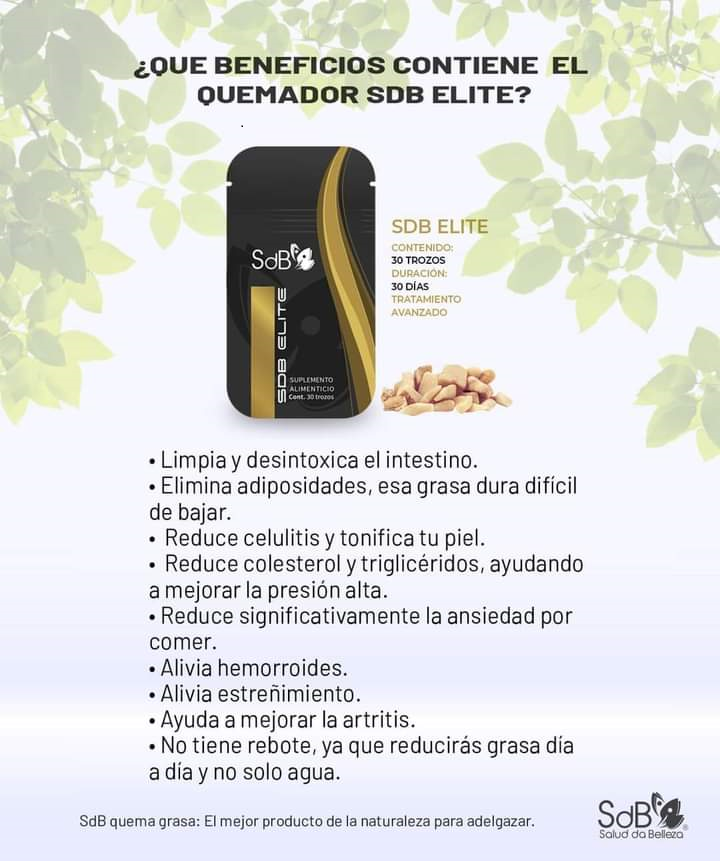 ¿QUE BENEFICIOS CONTIENE EL
QUEMADOR SDB ELITE?
SdB
SDB ELITE
SUPLEMENTO
ALIMENTICIO
Cont. 30 trozos
SDB ELITE
CONTENIDO:
30 TROZOS
DURACIÓN:
30 DÍAS
TRATAMIENTO
AVANZADO
• Limpia y desintoxica el intestino.
• Elimina adiposidades, esa grasa dura difícil
de bajar.
• Reduce celulitis y tonifica tu piel.
• Reduce colesterol y triglicéridos, ayudando
a mejorar la presión alta.
• Reduce significativamente la ansiedad por
comer.
• Alivia hemorroides.
• Alivia estreñimiento.
• Ayuda a mejorar la artritis.
• No tiene rebote, ya que reducirás grasa día
a día y no solo agua.
SdB quema grasa: El mejor producto de la naturaleza para adelgazar.
SdB®
Salud da Belleza